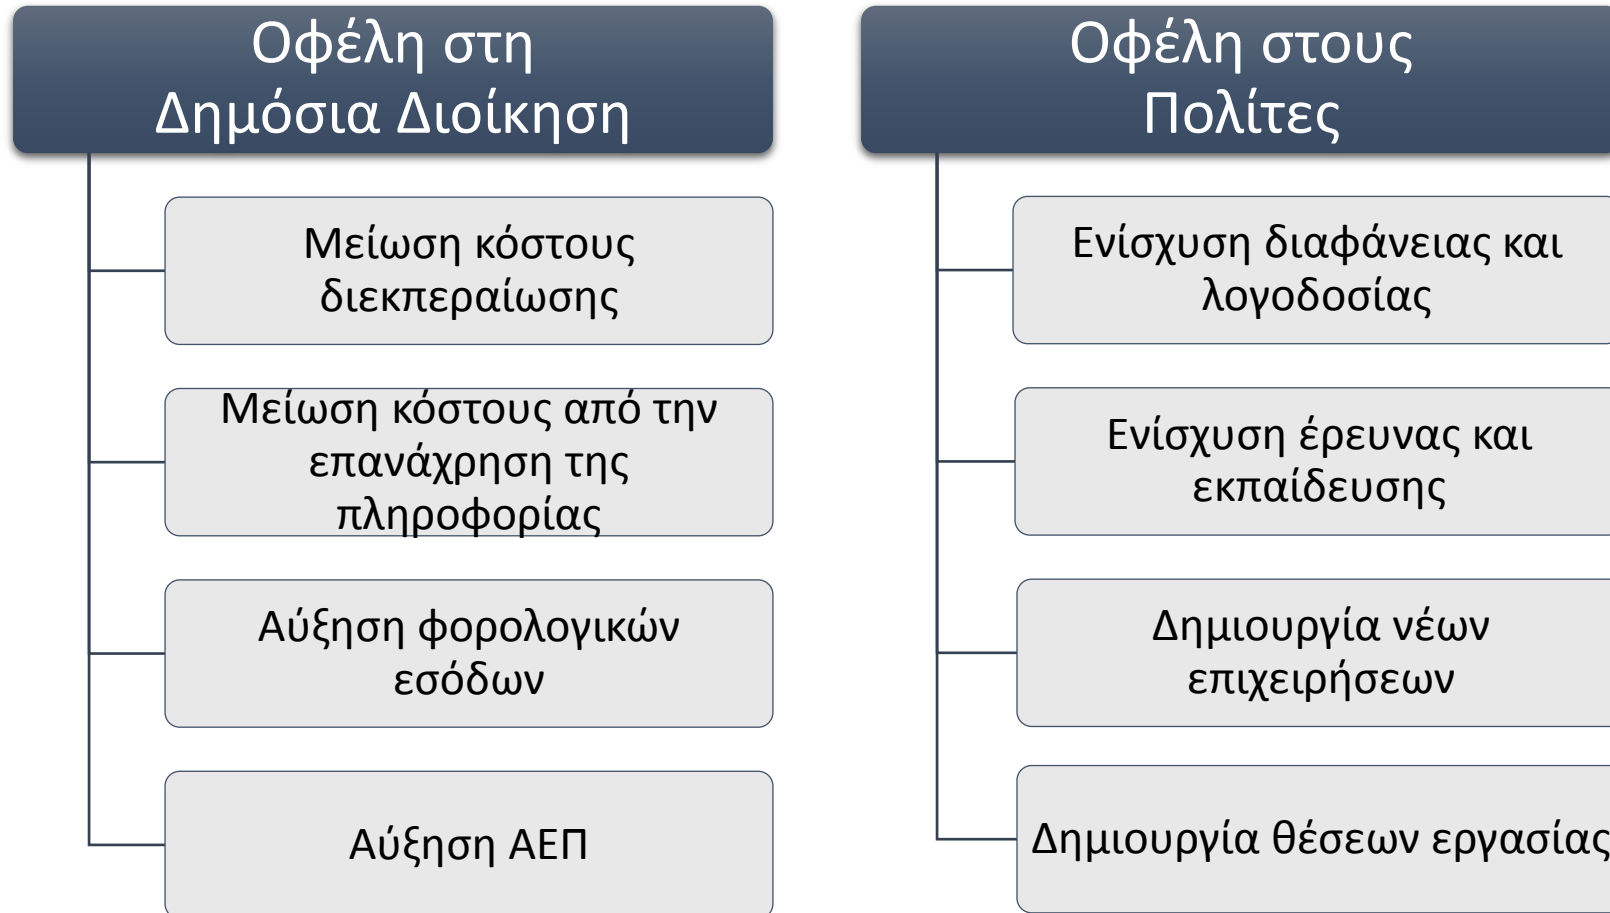 Οφέλη στη
Δημόσια Διοίκηση
Μείωση κόστους
διεκπεραίωσης
Μείωση κόστους από την
επανάχρηση της
πληροφορίας
Αύξηση φορολογικών
εσόδων
Αύξηση ΑΕΠ
Οφέλη στους
Πολίτες
Ενίσχυση διαφάνειας και
λογοδοσίας
Ενίσχυση έρευνας και
εκπαίδευσης
Δημιουργία νέων
επιχειρήσεων
Δημιουργία θέσεων εργασίας